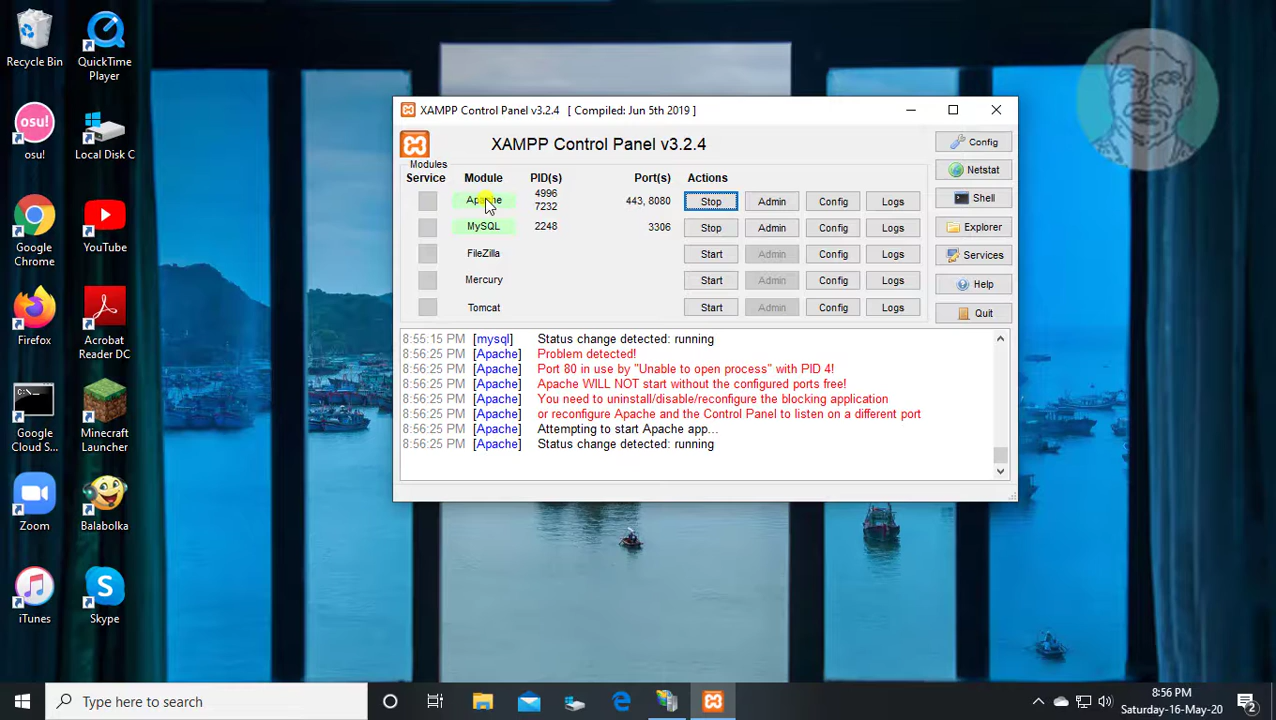 Recycle Bin
QuickTime
Player
osu!
Local Disk C
Google
Chrome
YouTube
Firefox
Acrobat
Reader DC
Google
Cloud S...
Minecraft
Launcher
Zoom
Balabolka
iTunes
Skype
XAMPP Control Panel v3.2.4 [ Compiled: Jun 5th 2019 ]
XAMPP Control Panel v3.2.4
Modules
Service Module PID(s) Port(s) Actions
Apache 4996 7232 443, 8080 Stop Admin Config Logs
MySQL 2248 3306 Stop Admin Config Logs
FileZilla Start Admin Config Logs
Mercury Start Admin Config Logs
Tomcat Start Admin Config Logs
Config
Netstat
Shell
Explorer
Services
Help
Quit
8:55:15 PM [mysql] Status change detected: running
8:56:25 PM [Apache] Problem detected!
8:56:25 PM [Apache] Port 80 in use by "Unable to open process" with PID 4!
8:56:25 PM [Apache] Apache WILL NOT start without the configured ports free!
8:56:25 PM [Apache] You need to uninstall/disable/reconfigure the blocking application
8:56:25 PM [Apache] or reconfigure Apache and the Control Panel to listen on a different port
8:56:25 PM [Apache] Attempting to start Apache app...
8:56:25 PM [Apache] Status change detected: running
Type here to search
8:56 PM
Saturday-16-May-20
2